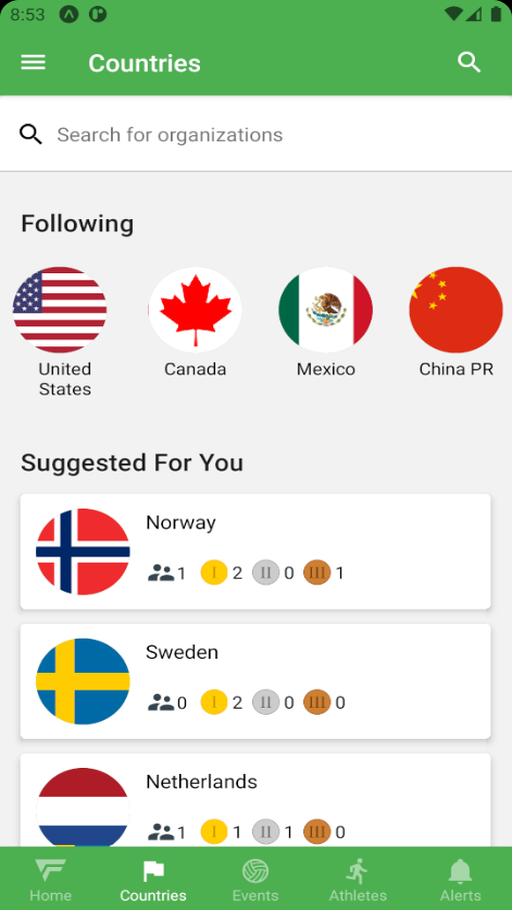 8:53
Countries
Search for organizations
Following
United
States
Canada
Mexico
China PR
Suggested For You
Norway
1 I 2 II 0 III 1
Sweden
0 I 2 II 0 III 0
Netherlands
1 I 1 II 1 III 0
Home
Countries
Events
Athletes
Alerts